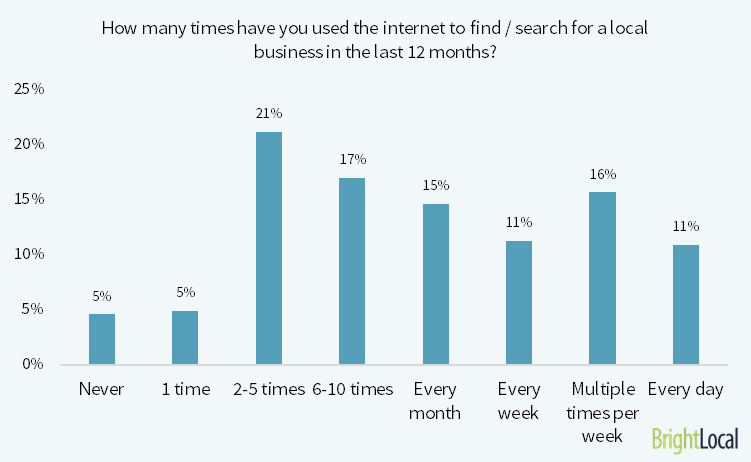 How many times have you used the internet to find / search for a local
business in the last 12 months?
25%
20%
15%
10%
5%
0%
5%
5%
21%
17%
15%
11%
16%
11%
Never
1 time
2-5 times
6-10 times
Every
month
Every
week
Multiple
times per
week
Every day
BrightLocal